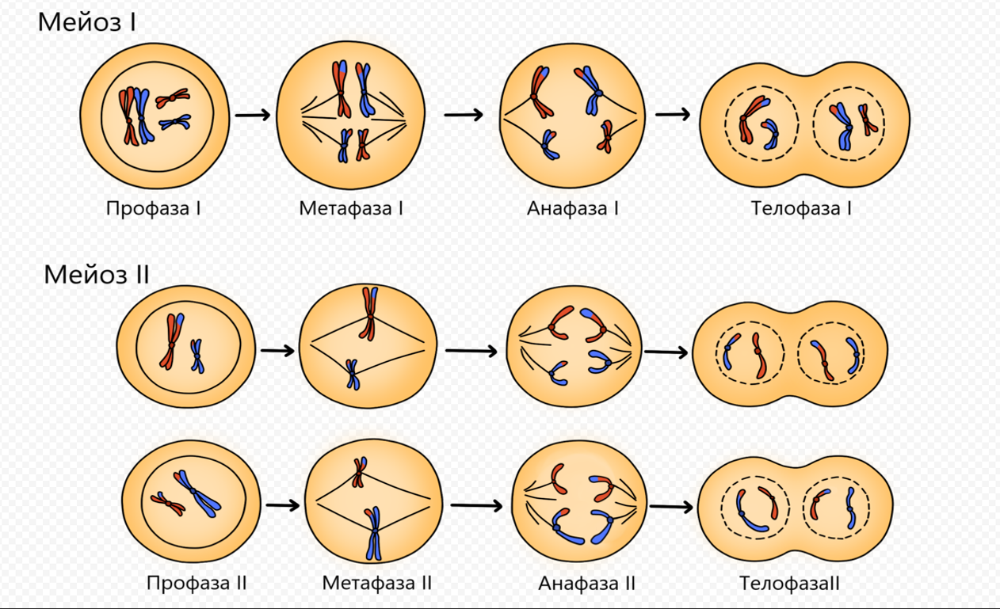 Мейоз I
Профаза I
Метафаза I
Анафаза I
Телофаза I
Мейоз II
Профаза II
Метафаза II
Анафаза II
ТелофазаII